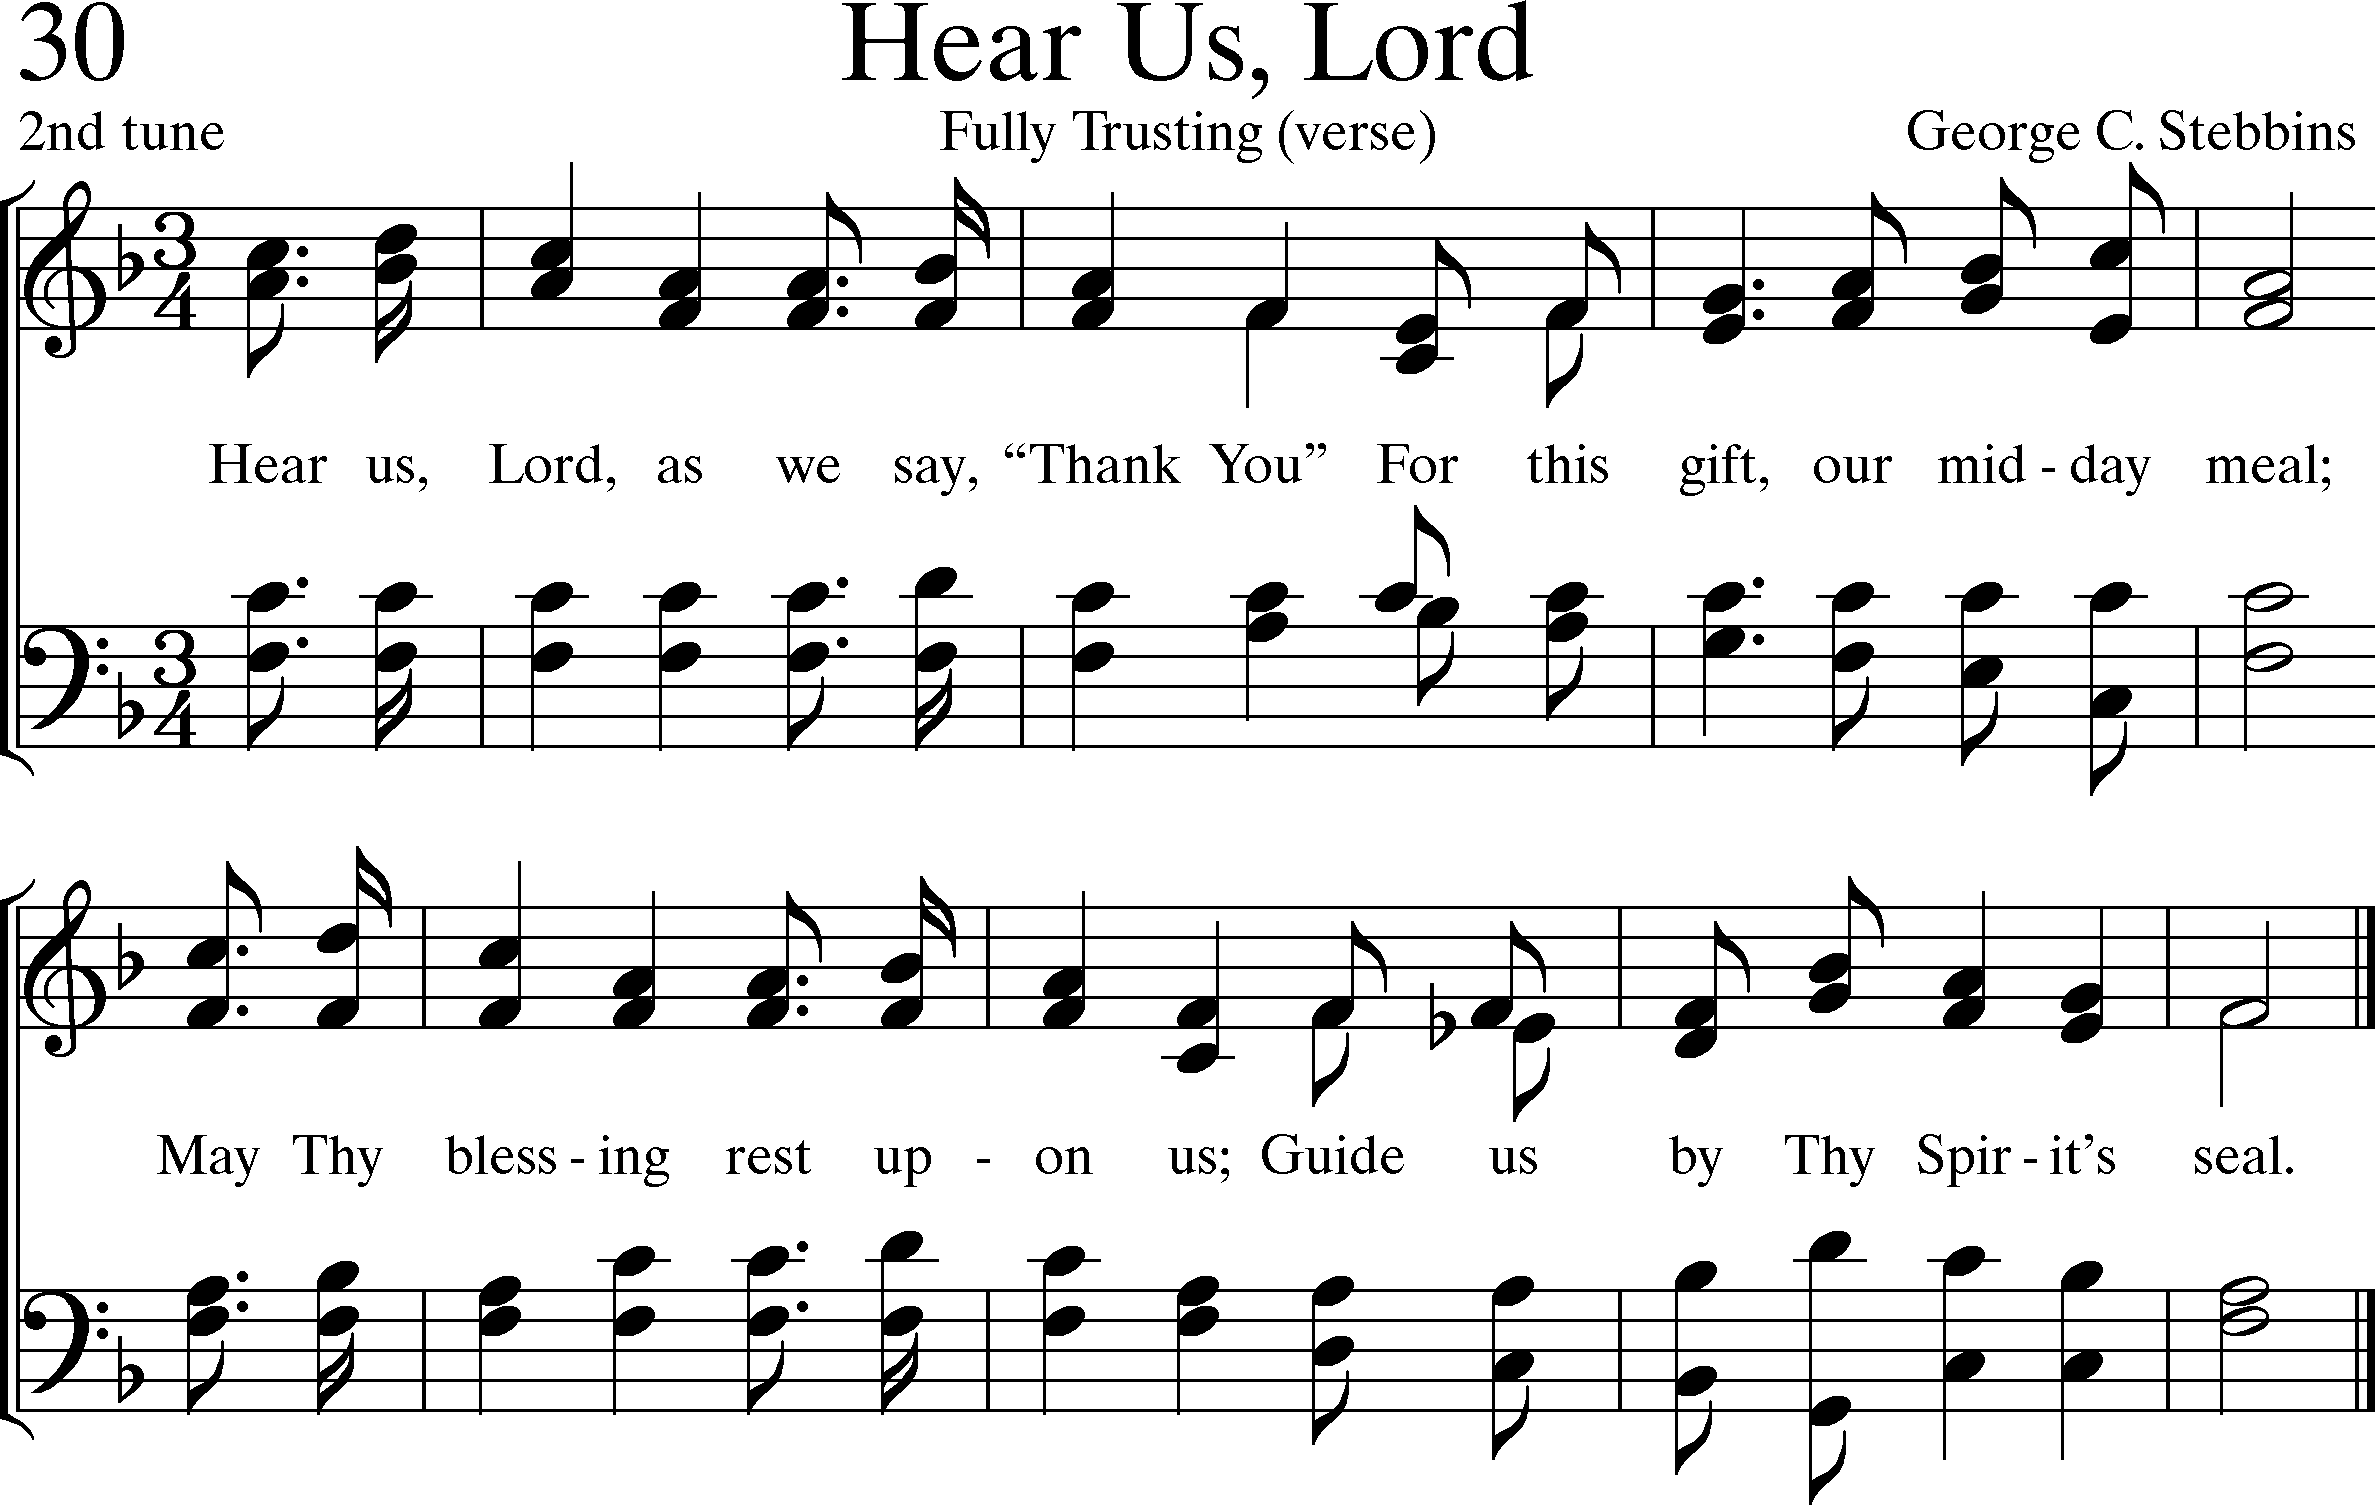 30
Hear Us, Lord
2nd tune
Fully Trusting (verse)
George C. Stebbins
3
4
Hear us, Lord, as we say, “Thank You” For this gift, our mid - day meal;
3
4
May Thy bless - ing rest up - on us; Guide us by Thy Spir - it’s seal.